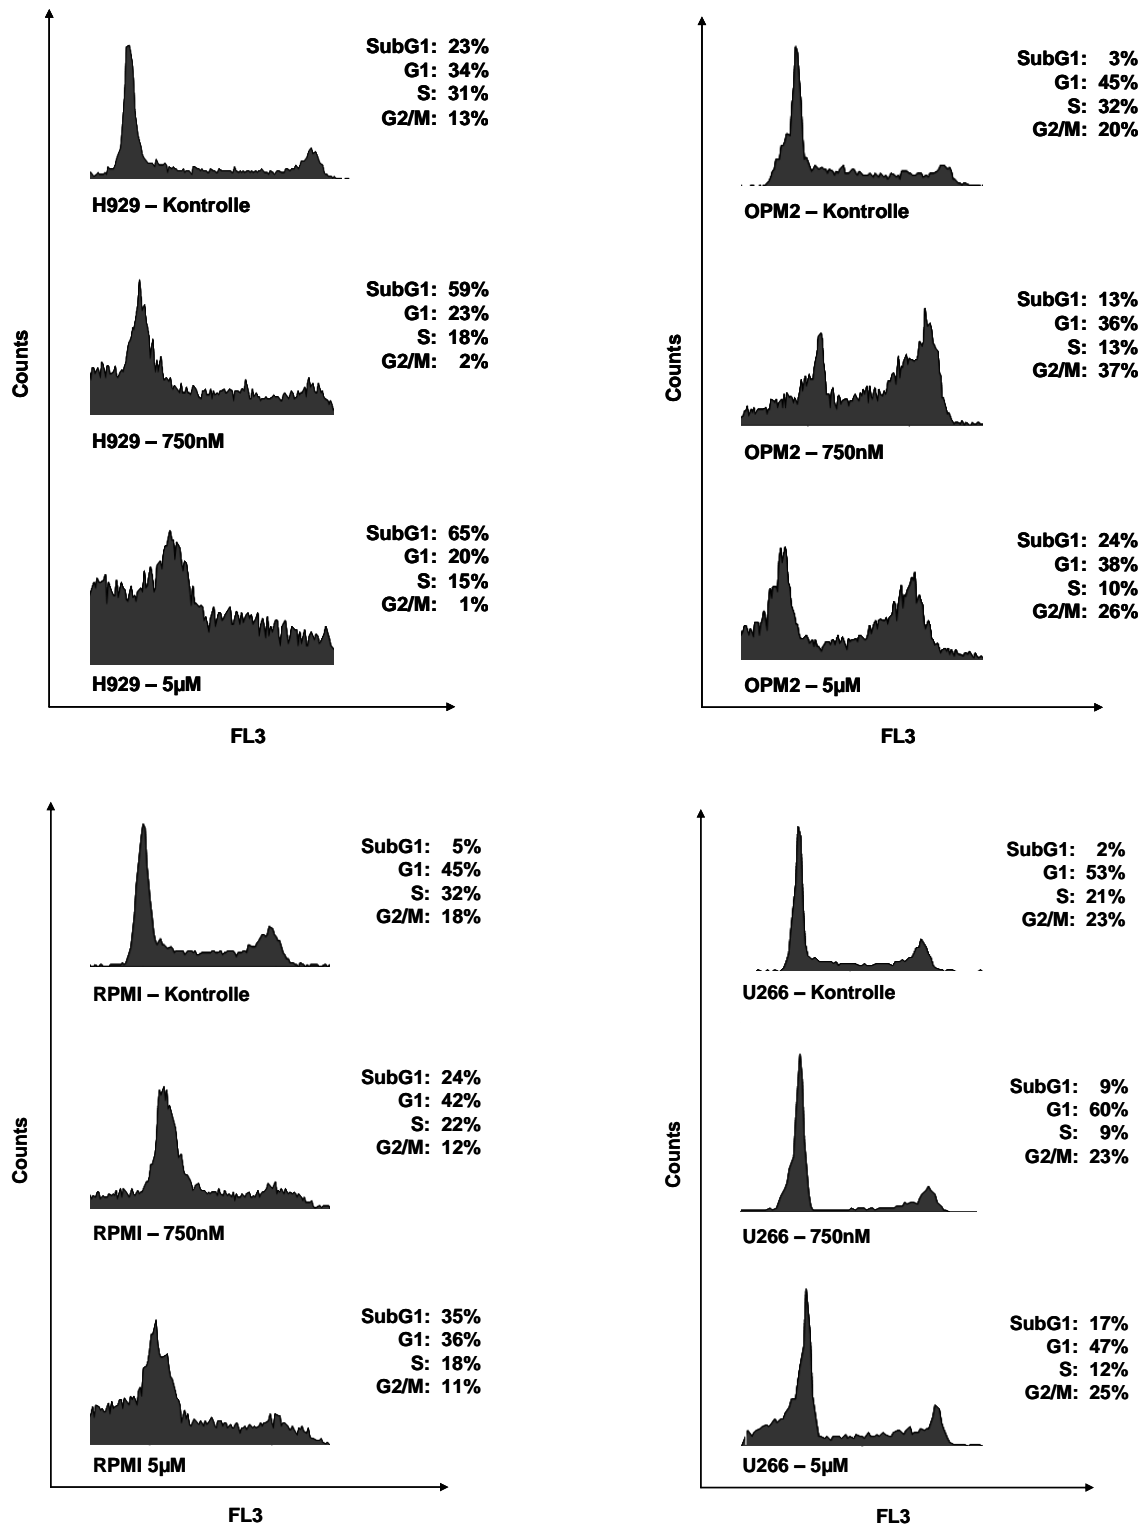 SubG1: 23%
G1: 34%
S: 31%
G2/M: 13%
H929 – Kontrolle
SubG1: 59%
G1: 23%
S: 18%
G2/M: 2%
H929 – 750nM
SubG1: 65%
G1: 20%
S: 15%
G2/M: 1%
H929 – 5µM
Counts
FL3
SubG1: 3%
G1: 45%
S: 32%
G2/M: 20%
OPM2 – Kontrolle
SubG1: 13%
G1: 36%
S: 13%
G2/M: 37%
OPM2 – 750nM
SubG1: 24%
G1: 38%
S: 10%
G2/M: 26%
OPM2 – 5µM
Counts
FL3
SubG1: 5%
G1: 45%
S: 32%
G2/M: 18%
RPMI – Kontrolle
SubG1: 24%
G1: 42%
S: 22%
G2/M: 12%
RPMI – 750nM
SubG1: 35%
G1: 36%
S: 18%
G2/M: 11%
RPMI 5µM
Counts
FL3
SubG1: 2%
G1: 53%
S: 21%
G2/M: 23%
U266 – Kontrolle
SubG1: 9%
G1: 60%
S: 9%
G2/M: 23%
U266 – 750nM
SubG1: 17%
G1: 47%
S: 12%
G2/M: 25%
U266 – 5µM
Counts
FL3